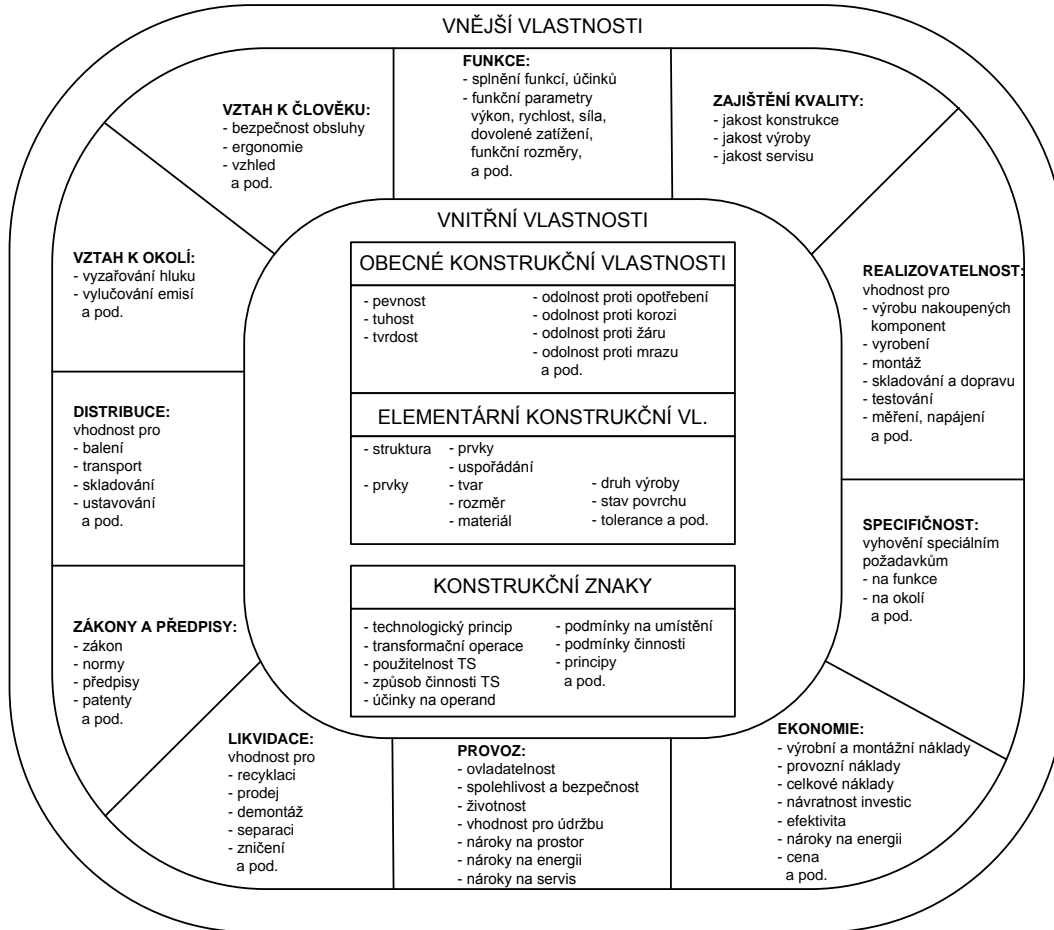 VNĚJŠÍ VLASTNOSTI
FUNKCE:
- splnění funkcí, účinků
- funkční parametry
výkon, rychlost, síla,
dovolené zatížení,
funkční rozměry,
a pod.
VZTAH K ČLOVĚKU:
- bezpečnost obsluhy
- ergonomie
- vzhled
a pod.
ZAJIŠTĚNÍ KVALITY:
- jakost konstrukce
- jakost výroby
- jakost servisu
VZTAH K OKOLÍ:
- vyzařování hluku
- vylučování emisí
a pod.
VNITŘNÍ VLASTNOSTI
OBECNÉ KONSTRUKČNÍ VLASTNOSTI
- pevnost
- tuhost
- tvrdost
- odolnost proti opotřebení
- odolnost proti korozi
- odolnost proti žáru
- odolnost proti mrazu
a pod.
ELEMENTÁRNÍ KONSTRUKČNÍ VL.
- struktura
- prvky
- prvky
- uspořádání
- tvar
- rozměr
- materiál
- druh výroby
- stav povrchu
- tolerance a pod.
KONSTRUKČNÍ ZNAKY
- technologický princip
- transformační operace
- použitelnost TS
- způsob činnosti TS
- účinky na operand
- podmínky na umístění
- podmínky činnosti
- principy
a pod.
REALIZOVATELNOST:
vhodnost pro
- výrobu nakoupených
komponent
- vyrobení
- montáž
- skladování a dopravu
- testování
- měření, napájení
a pod.
DISTRIBUCE:
vhodnost pro
- balení
- transport
- skladování
- ustavování
a pod.
SPECIFIČNOST:
vyhovění speciálním
požadavkům
- na funkce
- na okolí
a pod.
ZÁKONY A PŘEDPISY:
- zákon
- normy
- předpisy
- patenty
a pod.
LIKVIDACE:
vhodnost pro
- recyklaci
- prodej
- demontáž
- separaci
- zničení
a pod.
PROVOZ:
- ovladatelnost
- spolehlivost a bezpečnost
- životnost
- vhodnost pro údržbu
- nároky na prostor
- nároky na energii
- nároky na servis
EKONOMIE:
- výrobní a montážní náklady
- provozní náklady
- celkové náklady
- návratnost investic
- efektivita
- nároky na energii
- cena
a pod.